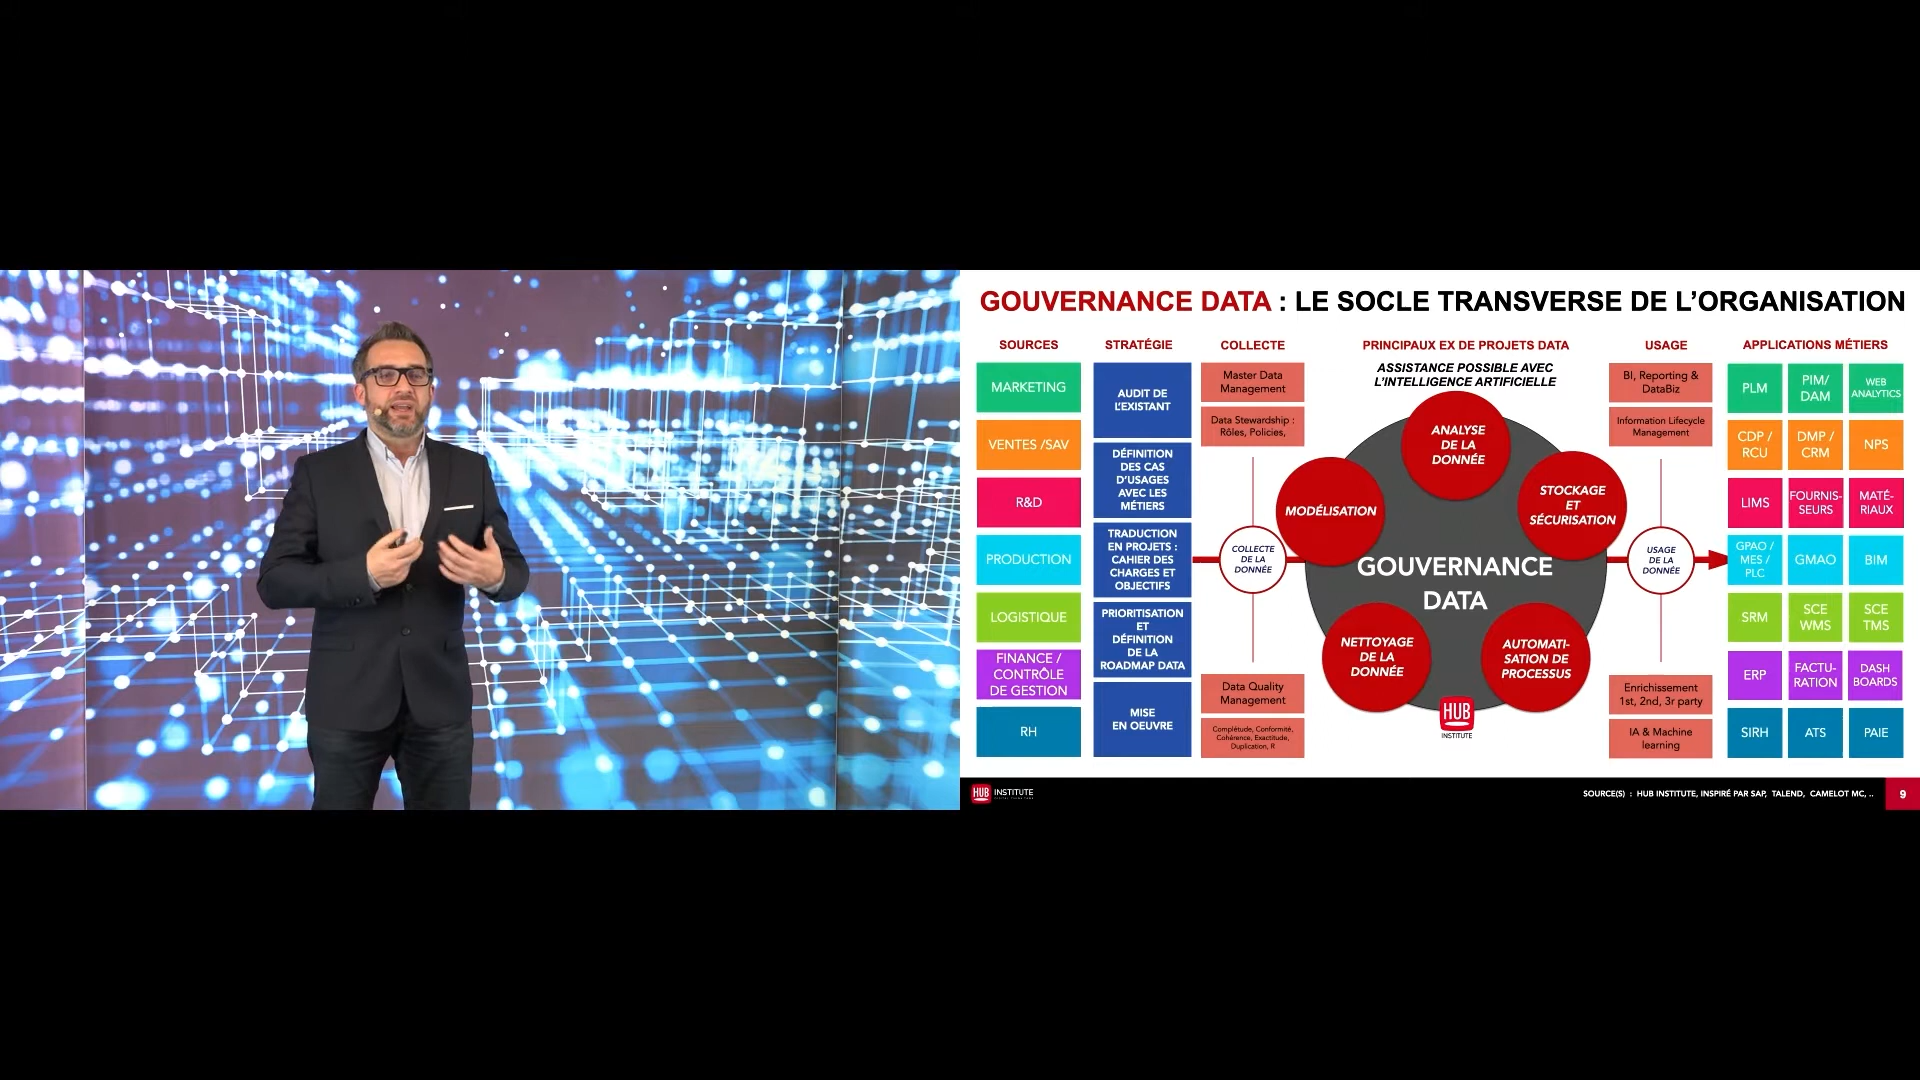 GOUVERNANCE DATA : LE SOCLE TRANSVERSE DE L'ORGANISATION
SOURCES
MARKETING
VENTES /SAV
R&D
PRODUCTION
LOGISTIQUE
FINANCE /
CONTRÔLE
DE GESTION
RH
STRATÉGIE
AUDIT DE
L'EXISTANT
DÉFINITION
DES CAS
D'USAGES
AVEC LES
MÉTIERS
TRADUCTION
EN PROJETS :
CAHIER DES
CHARGES ET
OBJECTIFS
PRIORITISATION
ET
DÉFINITION
DE LA
ROADMAP DATA
MISE
EN OEUVRE
COLLECTE
Master Data
Management
Data Stewardship :
Rôles, Policies,
COLLECTE
DE LA
DONNÉE
Data Quality
Management
Complétude, Conformité,
Cohérence, Exactitude,
Duplication, R
PRINCIPAUX EX DE PROJETS DATA
ASSISTANCE POSSIBLE AVEC
L'INTELLIGENCE ARTIFICIELLE
ANALYSE
DE LA
DONNÉE
MODÉLISATION
STOCKAGE
ET
SÉCURISATION
GOUVERNANCE
DATA
NETTOYAGE
DE LA
DONNÉE
AUTOMATI-
SATION DE
PROCESSUS
HUB
INSTITUTE
USAGE
BI, Reporting &
DataBiz
Information Lifecycle
Management
USAGE
DE LA
DONNÉE
Enrichissement
1st, 2nd, 3r party
IA & Machine
learning
APPLICATIONS MÉTIERS
PLM
PIM/
DAM
WEB
ANALYTICS
CDP /
RCU
DMP /
CRM
NPS
LIMS
FOURNIS-
SEURS
MATÉ-
RIAUX
GPAO /
MES /
PLC
GMAO
BIM
SRM
SCE
WMS
SCE
TMS
ERP
FACTU-
RATION
DASH
BOARDS
SIRH
ATS
PAIE
HUB INSTITUTE
SOURCE(S) : HUB INSTITUTE, INSPIRÉ PAR SAP, TALEND, CAMELOT MC, ..
9